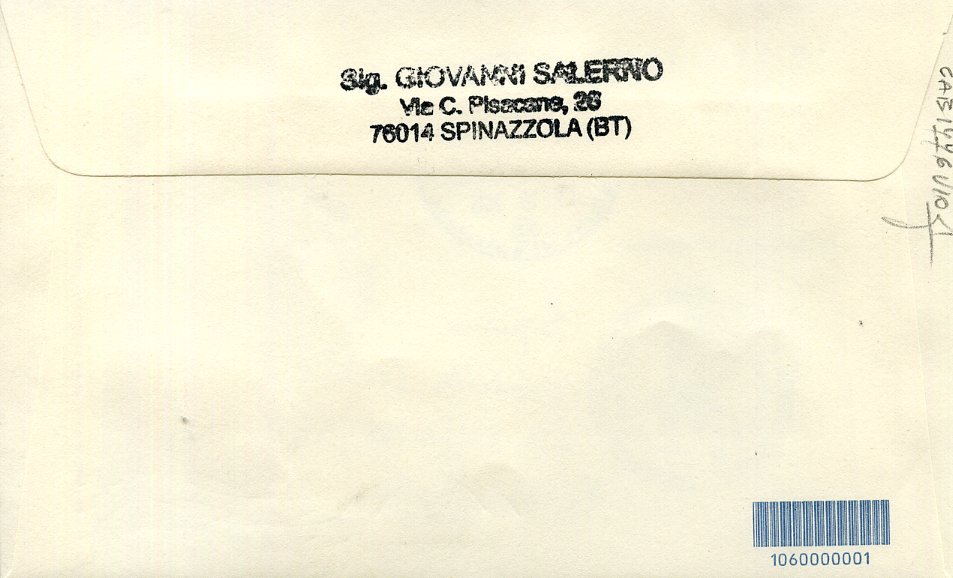 Sig. GIOVANNI SALERNO
Via C. Pisacane, 26
76014 SPINAZZOLA (BT)
1060000001